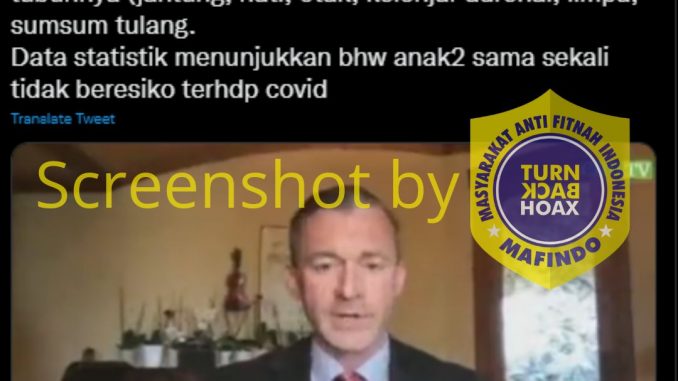 sumsum tulang.
Data statistik menunjukkan bhw anak2 sama sekali
tidak beresiko terhdp covid
Translate Tweet
TV
Screenshot by
MASYARAKAT ANTI FITNAH INDONESIA
TURN
BACK
HOAX
MAFINDO